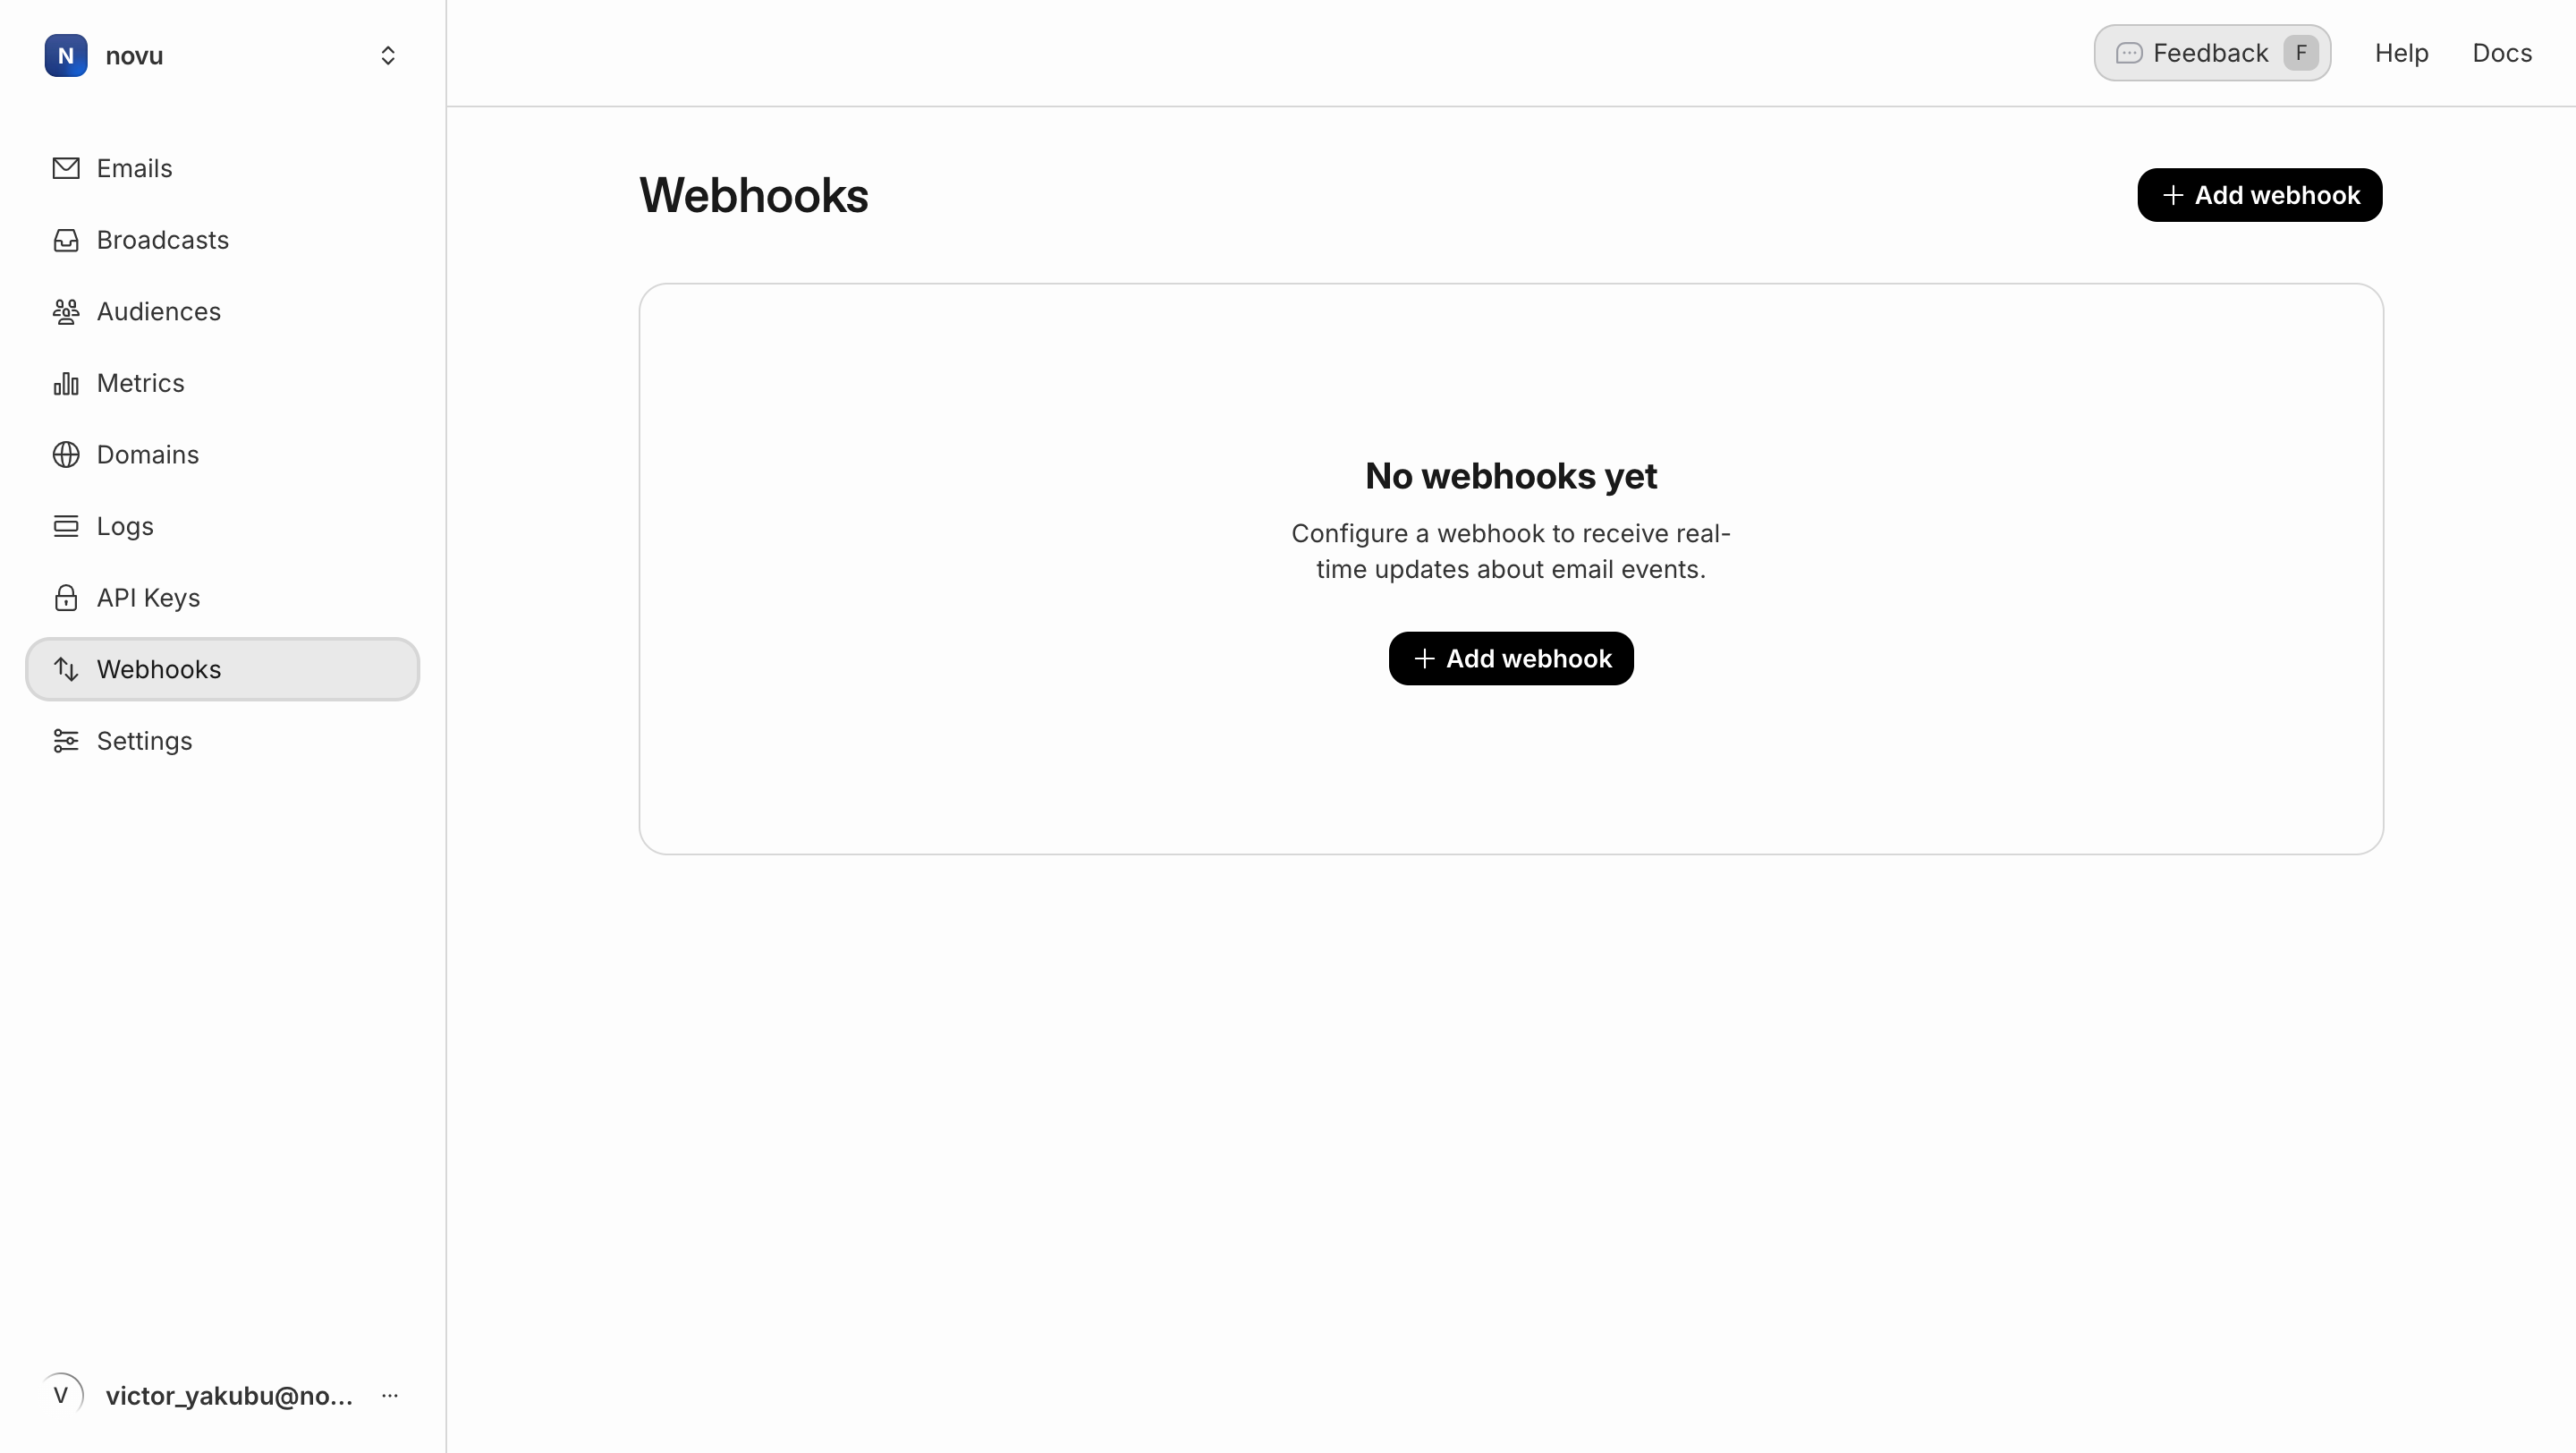 N novu
Emails
Broadcasts
Audiences
Metrics
Domains
Logs
API Keys
Webhooks
Settings
V victor_yakubu@no...
Feedback F Help Docs
Webhooks
Add webhook
No webhooks yet
Configure a webhook to receive real-
time updates about email events.
Add webhook